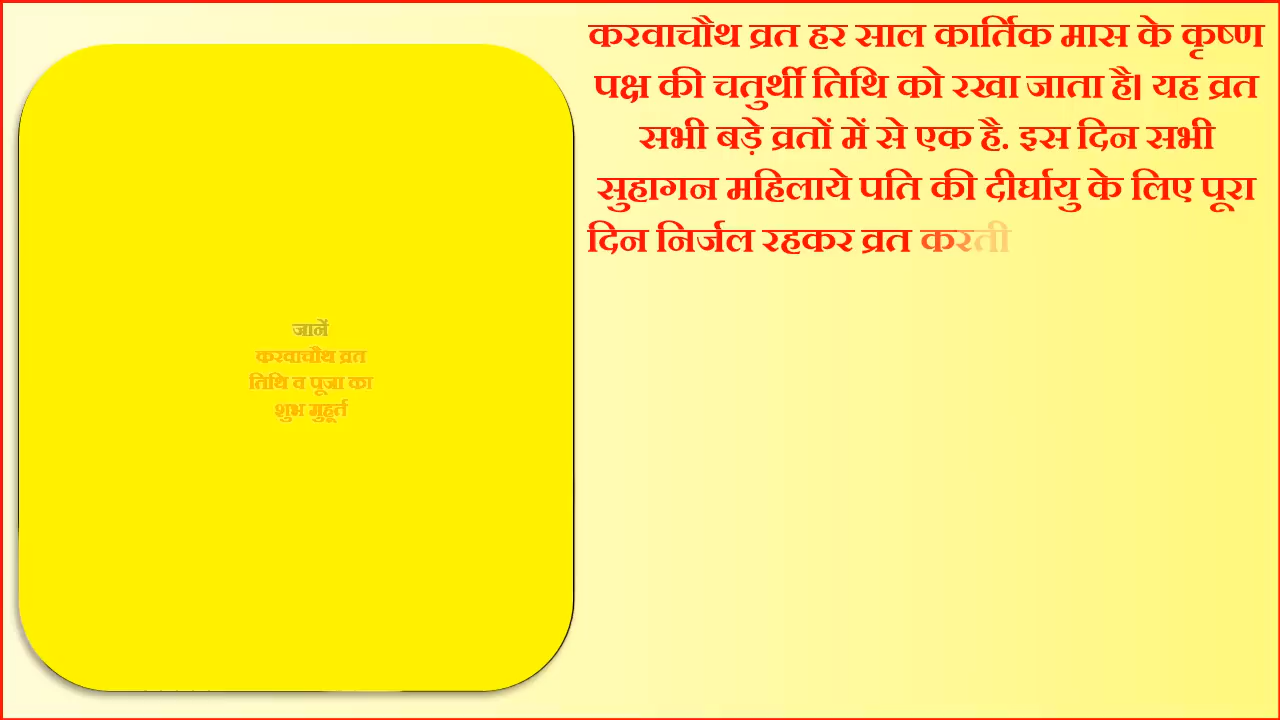 करवाचौथ व्रत हर साल कार्तिक मास के कृष्ण
पक्ष की चतुर्थी तिथि को रखा जाता है| यह व्रत
सभी बड़े व्रतों में से एक है. इस दिन सभी
सुहागन महिलाये पति की दीर्घायु के लिए पूरा
दिन निर्जल रहकर व्रत करती
जानें
करवाचौथ व्रत
तिथि व पूजा का
शुभ मुहूर्त